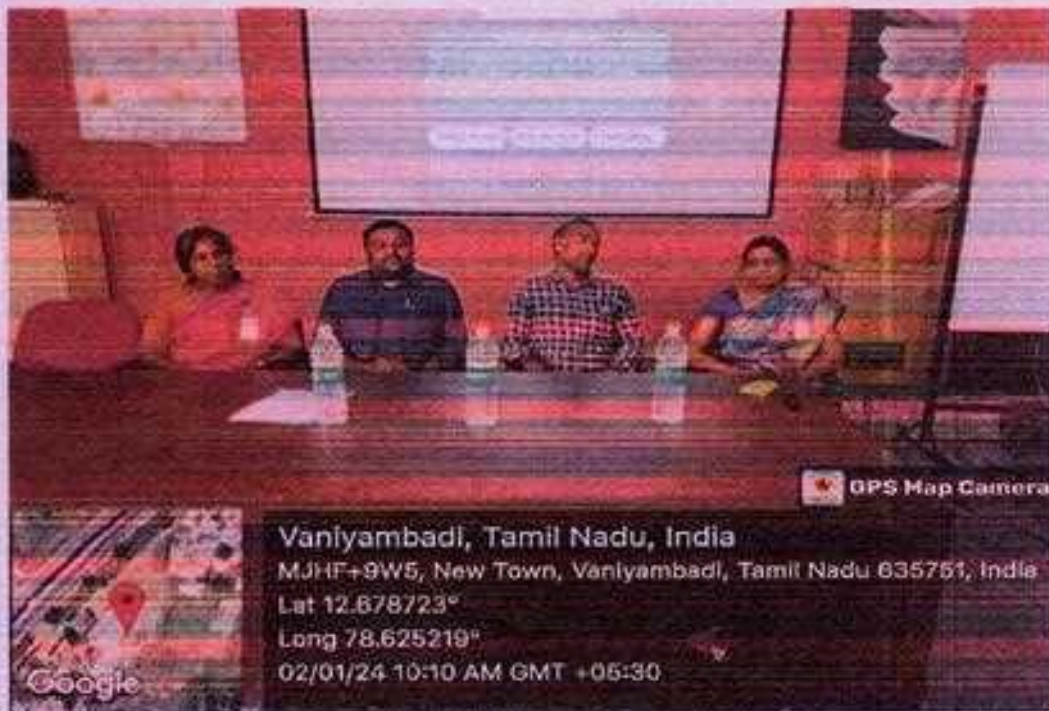 GPS Map Camera
Vaniyambadi, Tamil Nadu, India
MJHF+9W5, New Town, Vaniyambadi, Tamil Nadu 635751, India
Lat 12.678723°
Long 78.625219°
02/01/24 10:10 AM GMT +05:30
Google